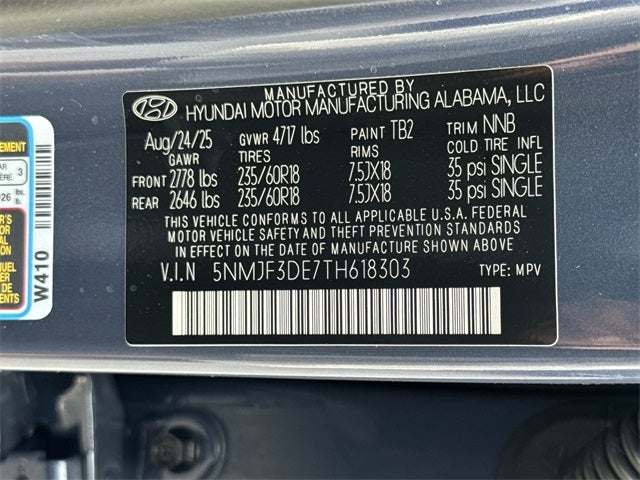 MANUFACTURED BY
HYUNDAI MOTOR MANUFACTURING ALABAMA, LLC
Aug/24/25 GVWR 4717 lbs PAINT TB2 TRIM NNB
GAWR TIRES RIMS COLD TIRE INFL
FRONT 2778 lbs 235/60R18 7.5JX18 35 psi SINGLE
REAR 2646 lbs 235/60R18 7.5JX18 35 psi SINGLE
THIS VEHICLE CONFORMS TO ALL APPLICABLE U.S.A. FEDERAL
MOTOR VEHICLE SAFETY AND THEFT PREVENTION STANDARDS
IN EFFECT ON THE DATE OF MANUFACTURE SHOWN ABOVE
V.I.N 5NMJF3DE7TH618303 TYPE: MPV
W410